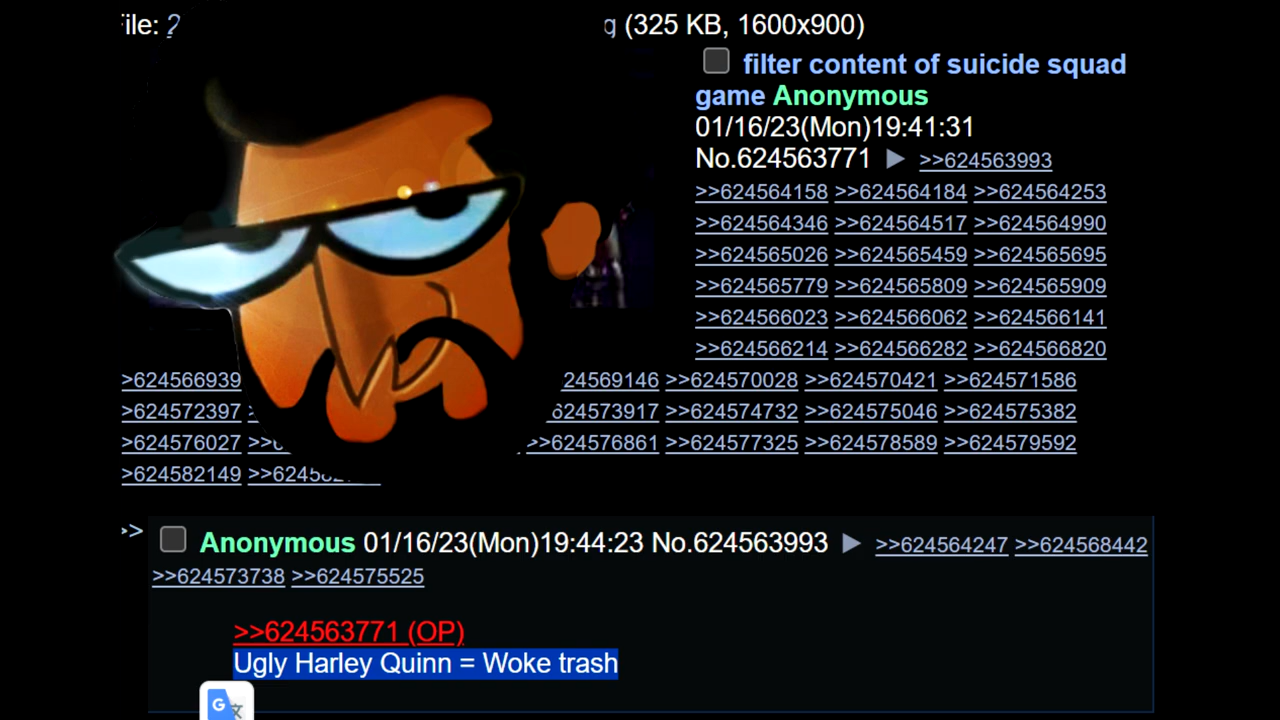 ile: 2 (325 KB, 1600x900)
filter content of suicide squad
game Anonymous
01/16/23(Mon)19:41:31
No.624563771 ▶ >>624563993
>>624564158 >>624564184 >>624564253
>>624564346 >>624564517 >>624564990
>>624565026 >>624565459 >>624565695
>>624565779 >>624565809 >>624565909
>>624566023 >>624566062 >>624566141
>>624566214 >>624566282 >>624566820
>624566939 24569146 >>624570028 >>624570421 >>624571586
>624572397 624573917 >>624574732 >>624575046 >>624575382
>624576027 >>624576861 >>624577325 >>624578589 >>624579592
>624582149
>> Anonymous 01/16/23(Mon)19:44:23 No.624563993 ▶ >>624564247 >>624568442
>>624573738 >>624575525
>>624563771 (OP)
Ugly Harley Quinn = Woke trash
G 文